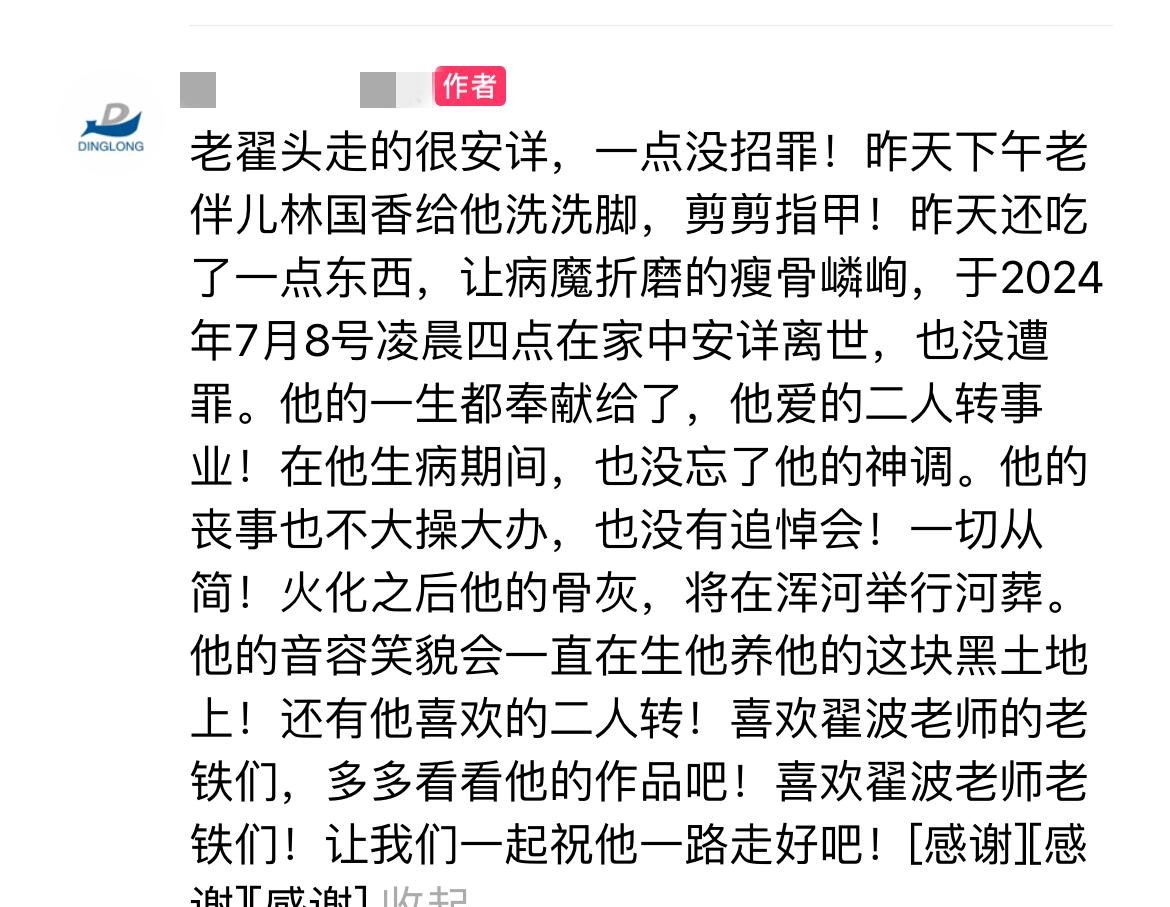 作者
DINGLONG
老翟头走的很安详，一点没招罪！昨天下午老
伴儿林国香给他洗洗脚，剪剪指甲！昨天还吃
了一点东西，让病魔折磨的瘦骨嶙峋，于2024
年7月8号凌晨四点在家中安详离世，也没遭
罪。他的一生都奉献给了，他爱的二人转事
业！在他生病期间，也没忘了他的神调。他的
丧事也不大操大办，也没有追悼会！一切从
简！火化之后他的骨灰，将在浑河举行河葬。
他的音容笑貌会一直在生他养他的这块黑土地
上！还有他喜欢的二人转！喜欢翟波老师的老
铁们，多多看看他的作品吧！喜欢翟波老师老
铁们！让我们一起祝他一路走好吧！[感谢][感
谢][感谢] 收起